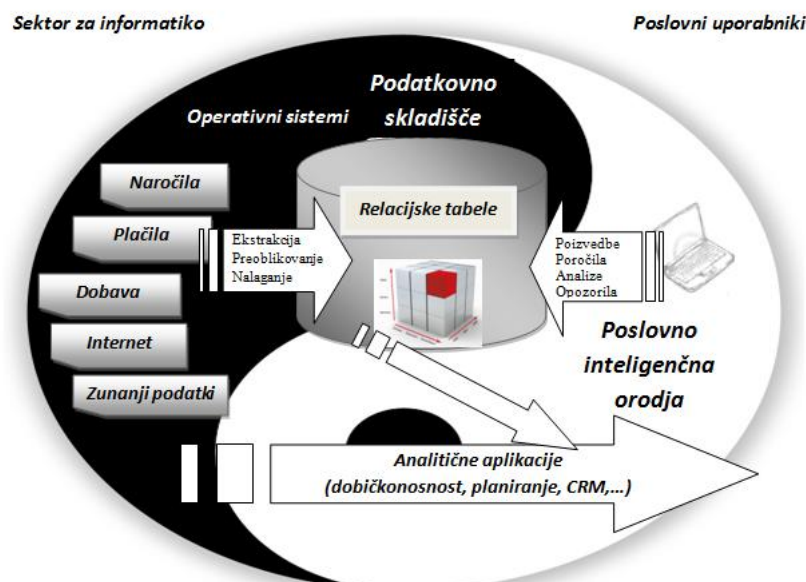 Sektor za informatiko
Poslovni uporabniki
Podatkovno
skladišče
Operativni sistemi
Naročila
Plačila
Dobava
Internet
Zunanji podatki
Relacijske tabele
Ekstrakcija
Preoblikovanje
Nalaganje
Poizvedbe
Poročila
Analize
Opozorila
Poslovno
inteligenčna
orodja
Analitične aplikacije
(dobičkonosnost, planiranje, CRM,...)